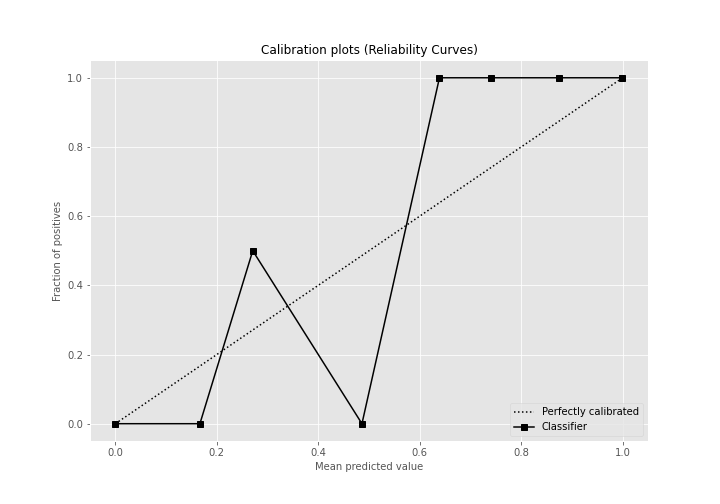 Calibration plots (Reliability Curves)
1.0
0.8
0.6
0.4
0.2
0.0
Fraction of positives
0.0 0.2 0.4 0.6 0.8 1.0
Mean predicted value
Perfectly calibrated
Classifier